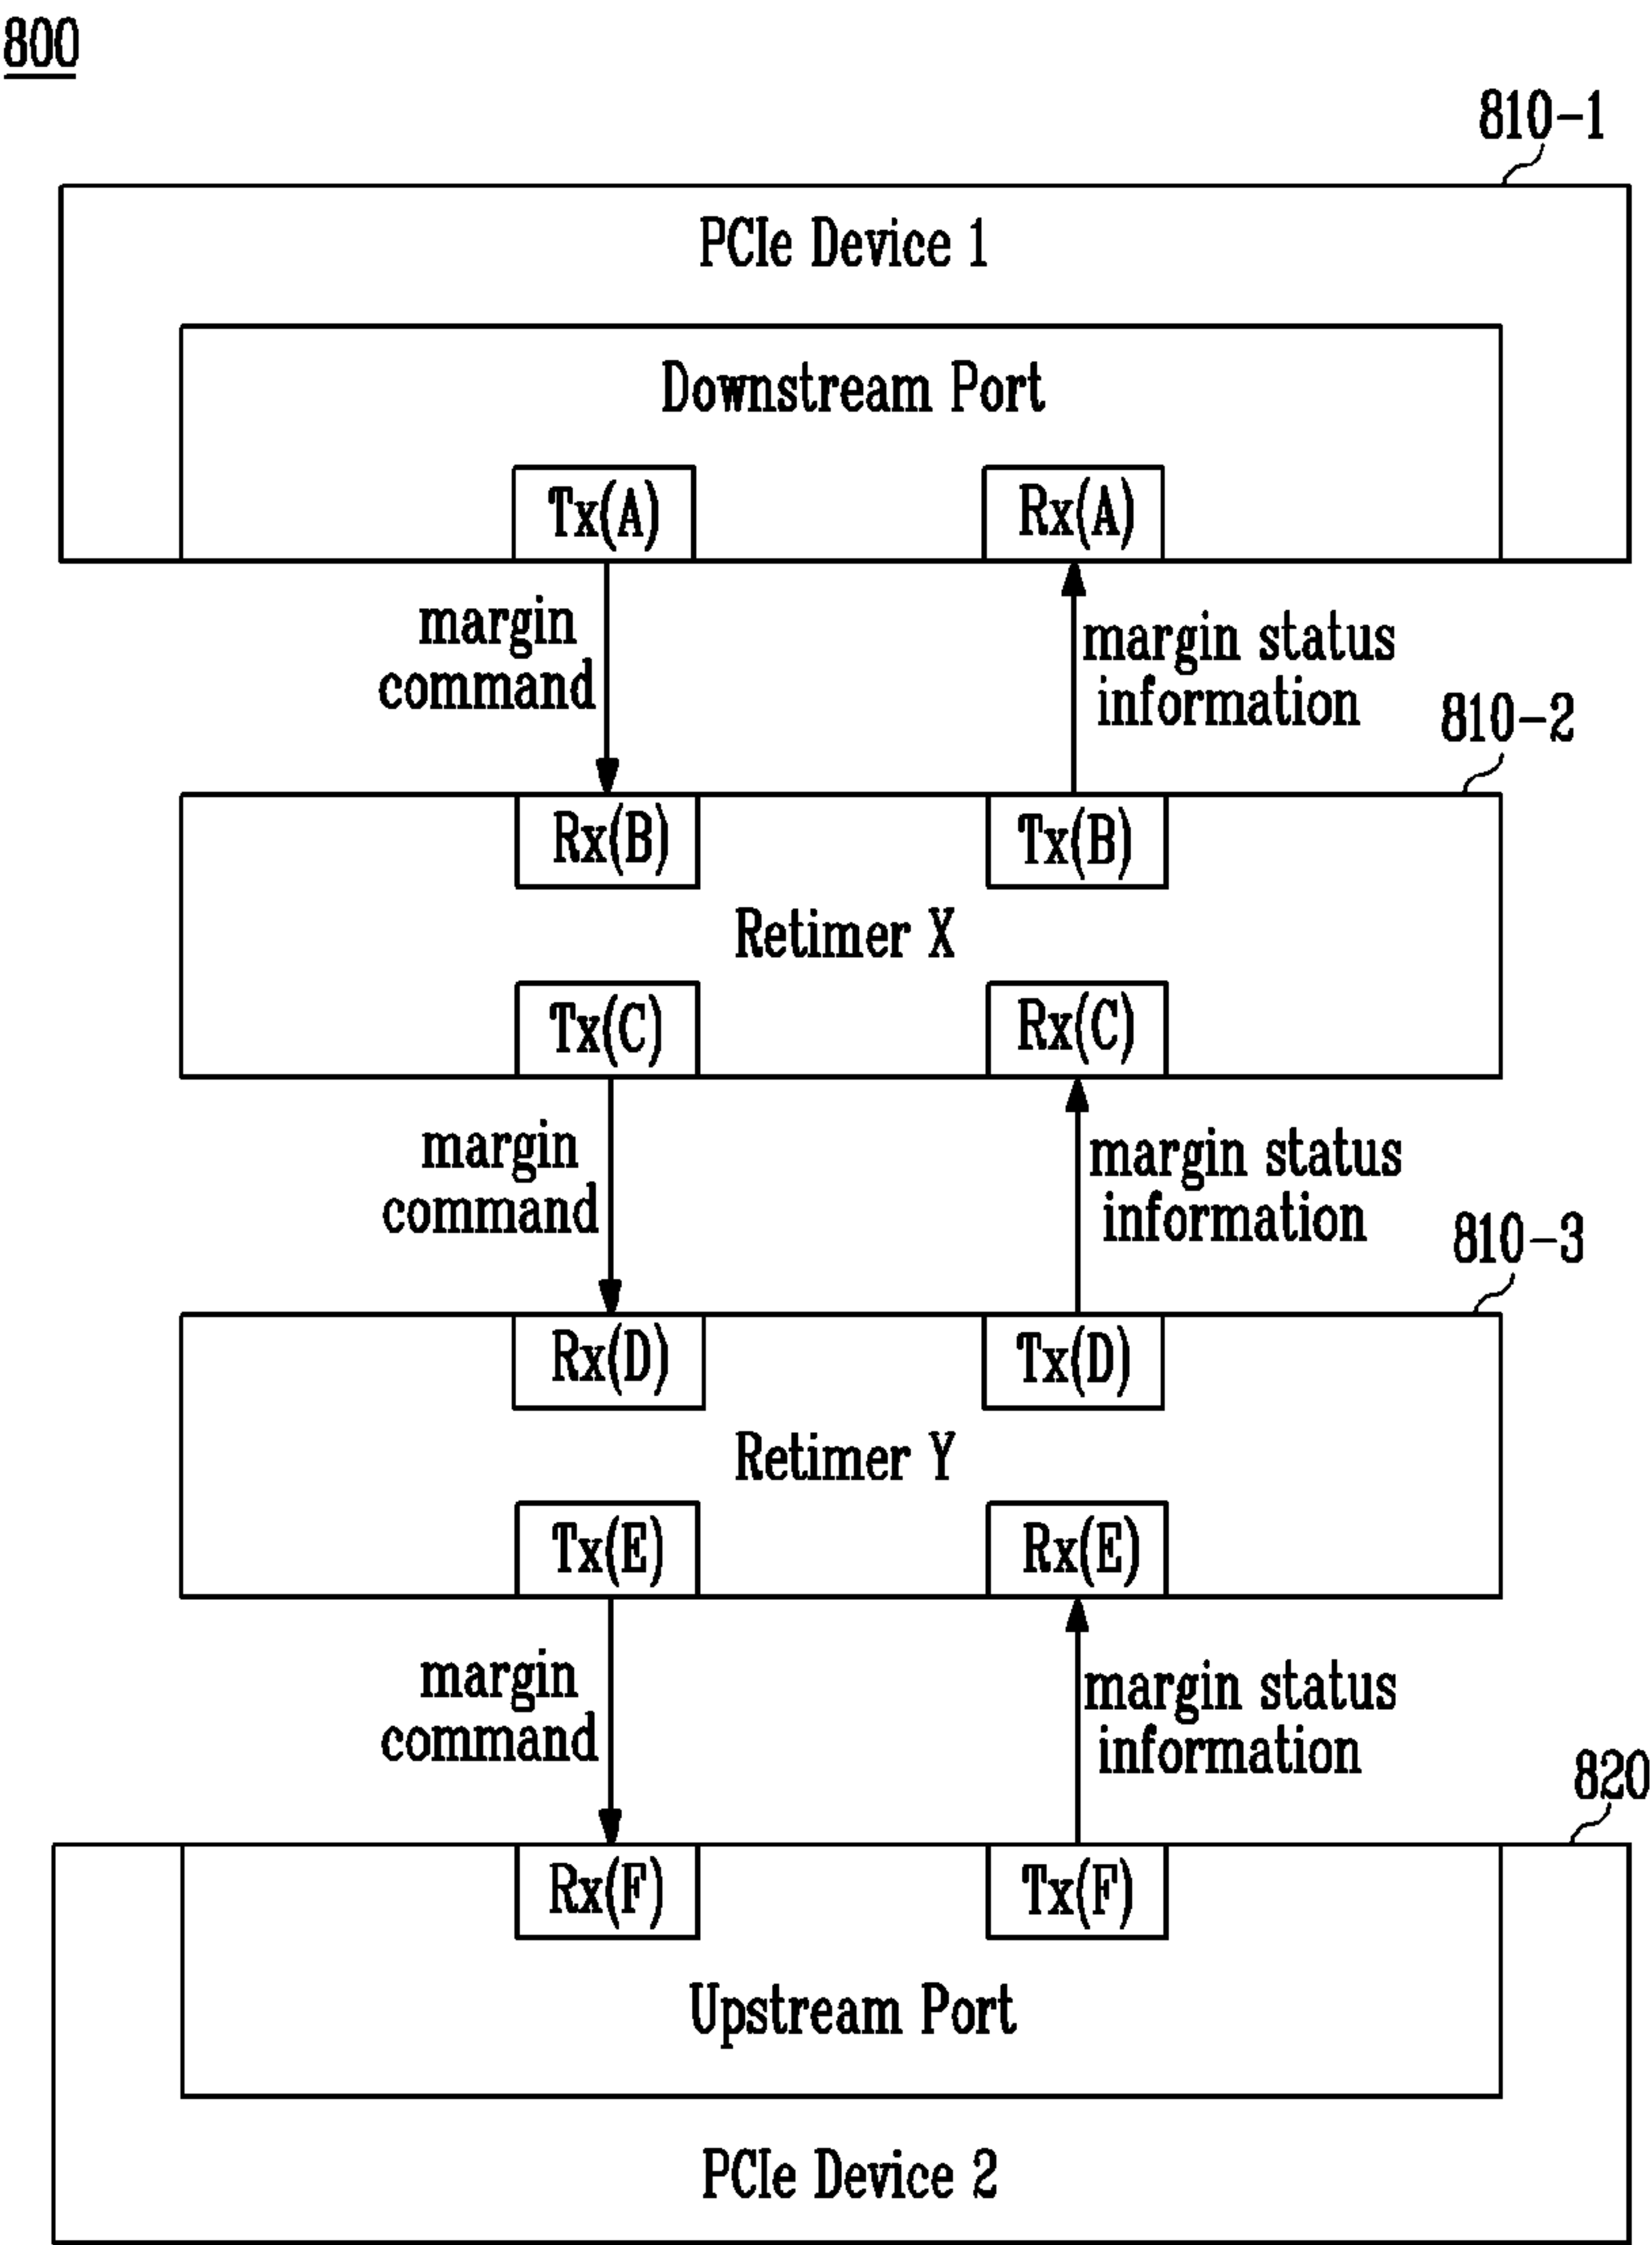 800
810-1
PCIe Device 1
Downstream Port
Tx(A)
Rx(A)
margin
command
margin status
information
810-2
Rx(B)
Tx(B)
Retimer X
Tx(C)
Rx(C)
margin
command
margin status
information
810-3
Rx(D)
Tx(D)
Retimer Y
Tx(E)
Rx(E)
margin
command
margin status
information
820
Rx(F)
Tx(F)
Upstream Port
PCIe Device 2